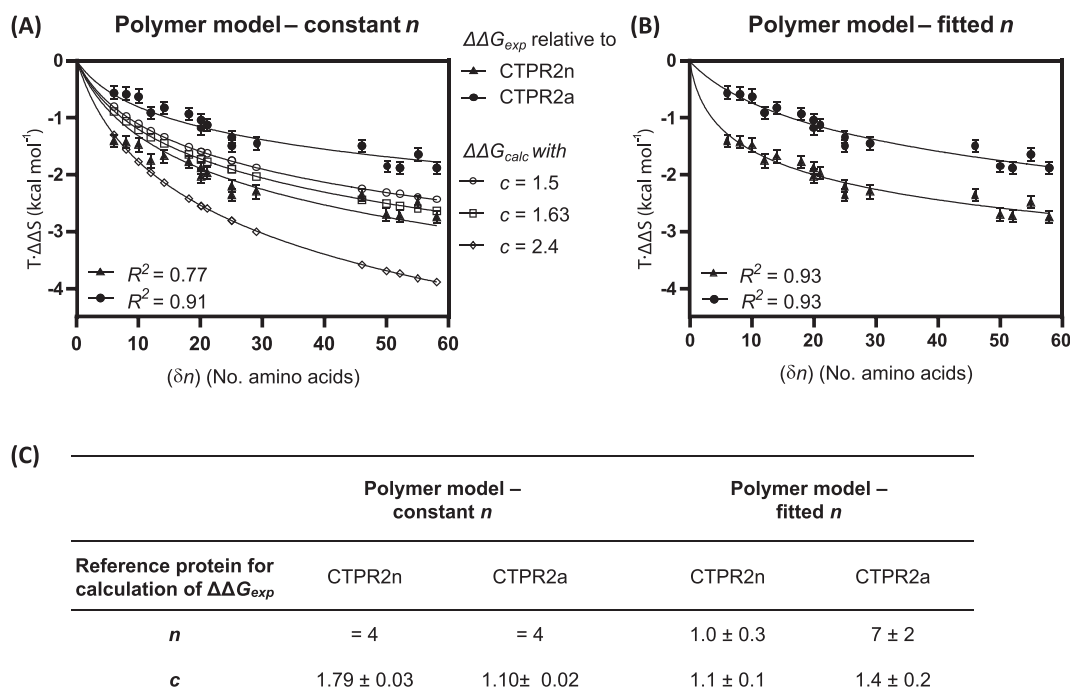 (A)
Polymer model – constant n
ΔΔG_exp relative to
CTPR2n
CTPR2a
ΔΔG_calc with
c = 1.5
c = 1.63
c = 2.4
T·ΔΔS (kcal mol⁻¹)
0
-1
-2
-3
-4
R² = 0.77
R² = 0.91
0 10 20 30 40 50 60
(δn) (No. amino acids)
(B)
Polymer model – fitted n
T·ΔΔS (kcal mol⁻¹)
0
-1
-2
-3
-4
R² = 0.93
R² = 0.93
0 10 20 30 40 50 60
(δn) (No. amino acids)
(C)
Polymer model –
constant n
Polymer model –
fitted n
Reference protein for
calculation of ΔΔG_exp
CTPR2n CTPR2a CTPR2n CTPR2a
n = 4 = 4 1.0 ± 0.3 7 ± 2
c 1.79 ± 0.03 1.10± 0.02 1.1 ± 0.1 1.4 ± 0.2